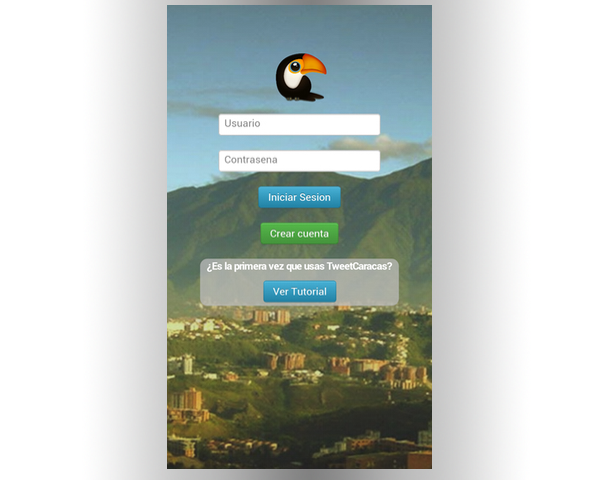 Usuario
Contrasena
Iniciar Sesion
Crear cuenta
¿Es la primera vez que usas TweetCaracas?
Ver Tutorial